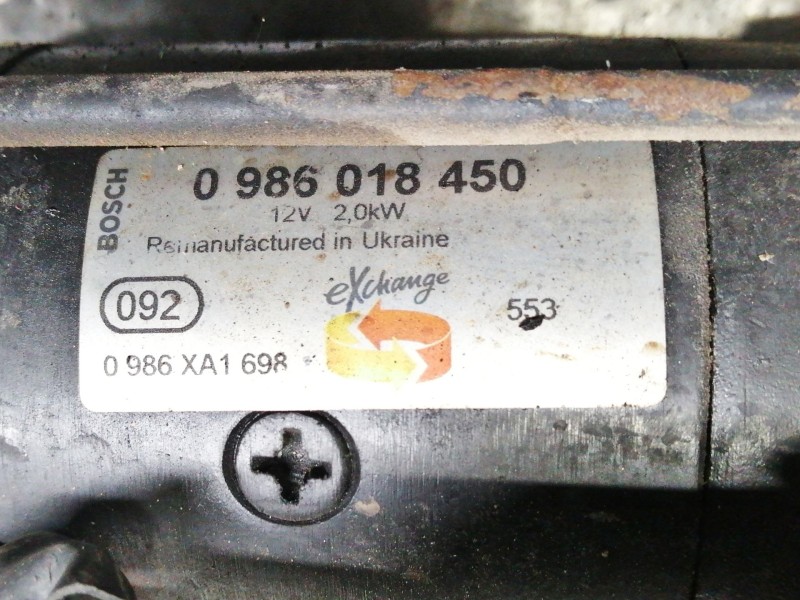 BOSCH
0 986 018 450
12V 2,0kW
Remanufactured in Ukraine
092
eXchange
553
0 986 XA1 698